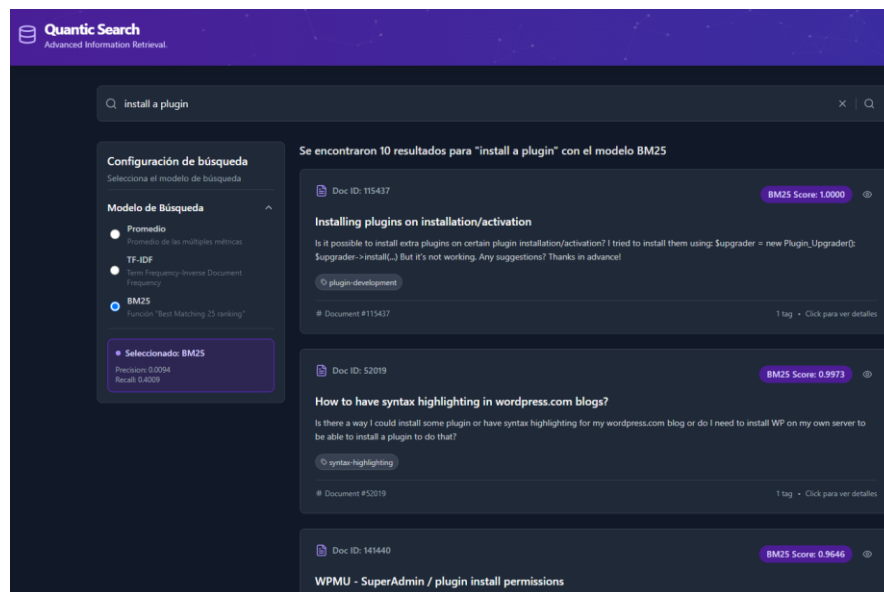 Quantic Search
Advanced Information Retrieval.
install a plugin
Configuración de búsqueda
Selecciona el modelo de búsqueda
Modelo de Búsqueda
Promedio
Promedio de las múltiples métricas
TF-IDF
Term Frequency-Inverse Document
Frequency
BM25
Función "Best Matching 25 ranking"
Seleccionado: BM25
Precision: 0.0094
Recall: 0.4009
Se encontraron 10 resultados para "install a plugin" con el modelo BM25
Doc ID: 115437
BM25 Score: 1.0000
Installing plugins on installation/activation
Is it possible to install extra plugins on certain plugin installation/activation? I tried to install them using: $upgrader = new Plugin_Upgrader();
$upgrader->install(...) But it's not working. Any suggestions? Thanks in advance!
plugin-development
# Document #115437
1 tag • Click para ver detalles
Doc ID: 52019
BM25 Score: 0.9973
How to have syntax highlighting in wordpress.com blogs?
Is there a way I could install some plugin or have syntax highlighting for my wordpress.com blog or do I need to install WP on my own server to
be able to install a plugin to do that?
syntax-highlighting
# Document #52019
1 tag • Click para ver detalles
Doc ID: 141440
BM25 Score: 0.9646
WPMU - SuperAdmin / plugin install permissions